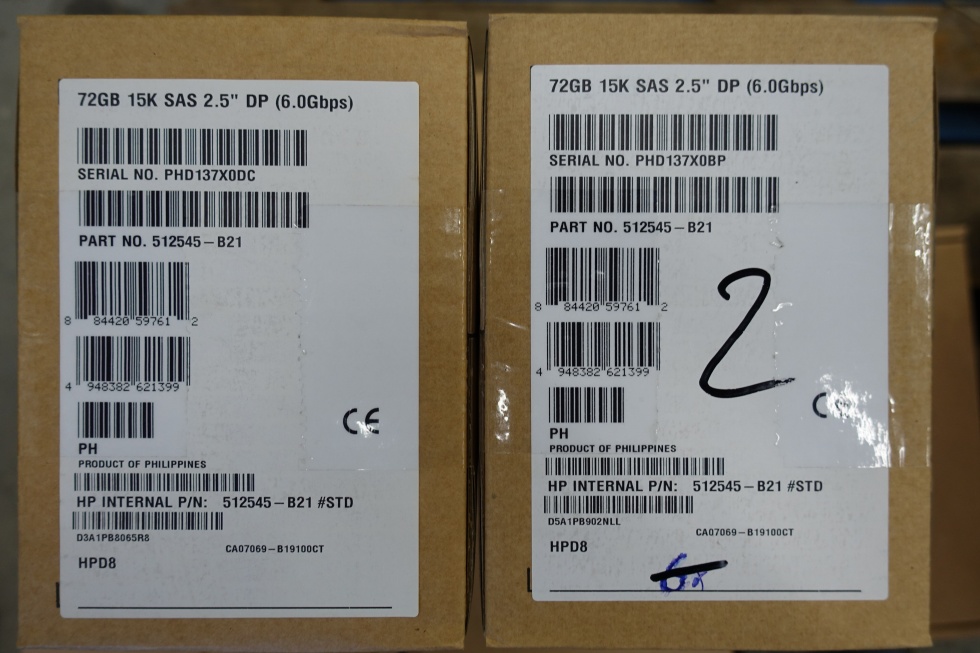 72GB 15K SAS 2.5" DP (6.0Gbps)
SERIAL NO. PHD137X0DC
PART NO. 512545-B21
8 84420 59761 2
4 948382 621399
CE
PH
PRODUCT OF PHILIPPINES
HP INTERNAL P/N: 512545-B21 #STD
D3A1PB8065R8
CA07069-B19100CT
HPD8
72GB 15K SAS 2.5" DP (6.0Gbps)
SERIAL NO. PHD137X0BP
PART NO. 512545-B21
8 84420 59761 2
2
4 948382 621399
CE
PH
PRODUCT OF PHILIPPINES
HP INTERNAL P/N: 512545-B21 #STD
D5A1PB902NLL
CA07069-B19100CT
HPD8